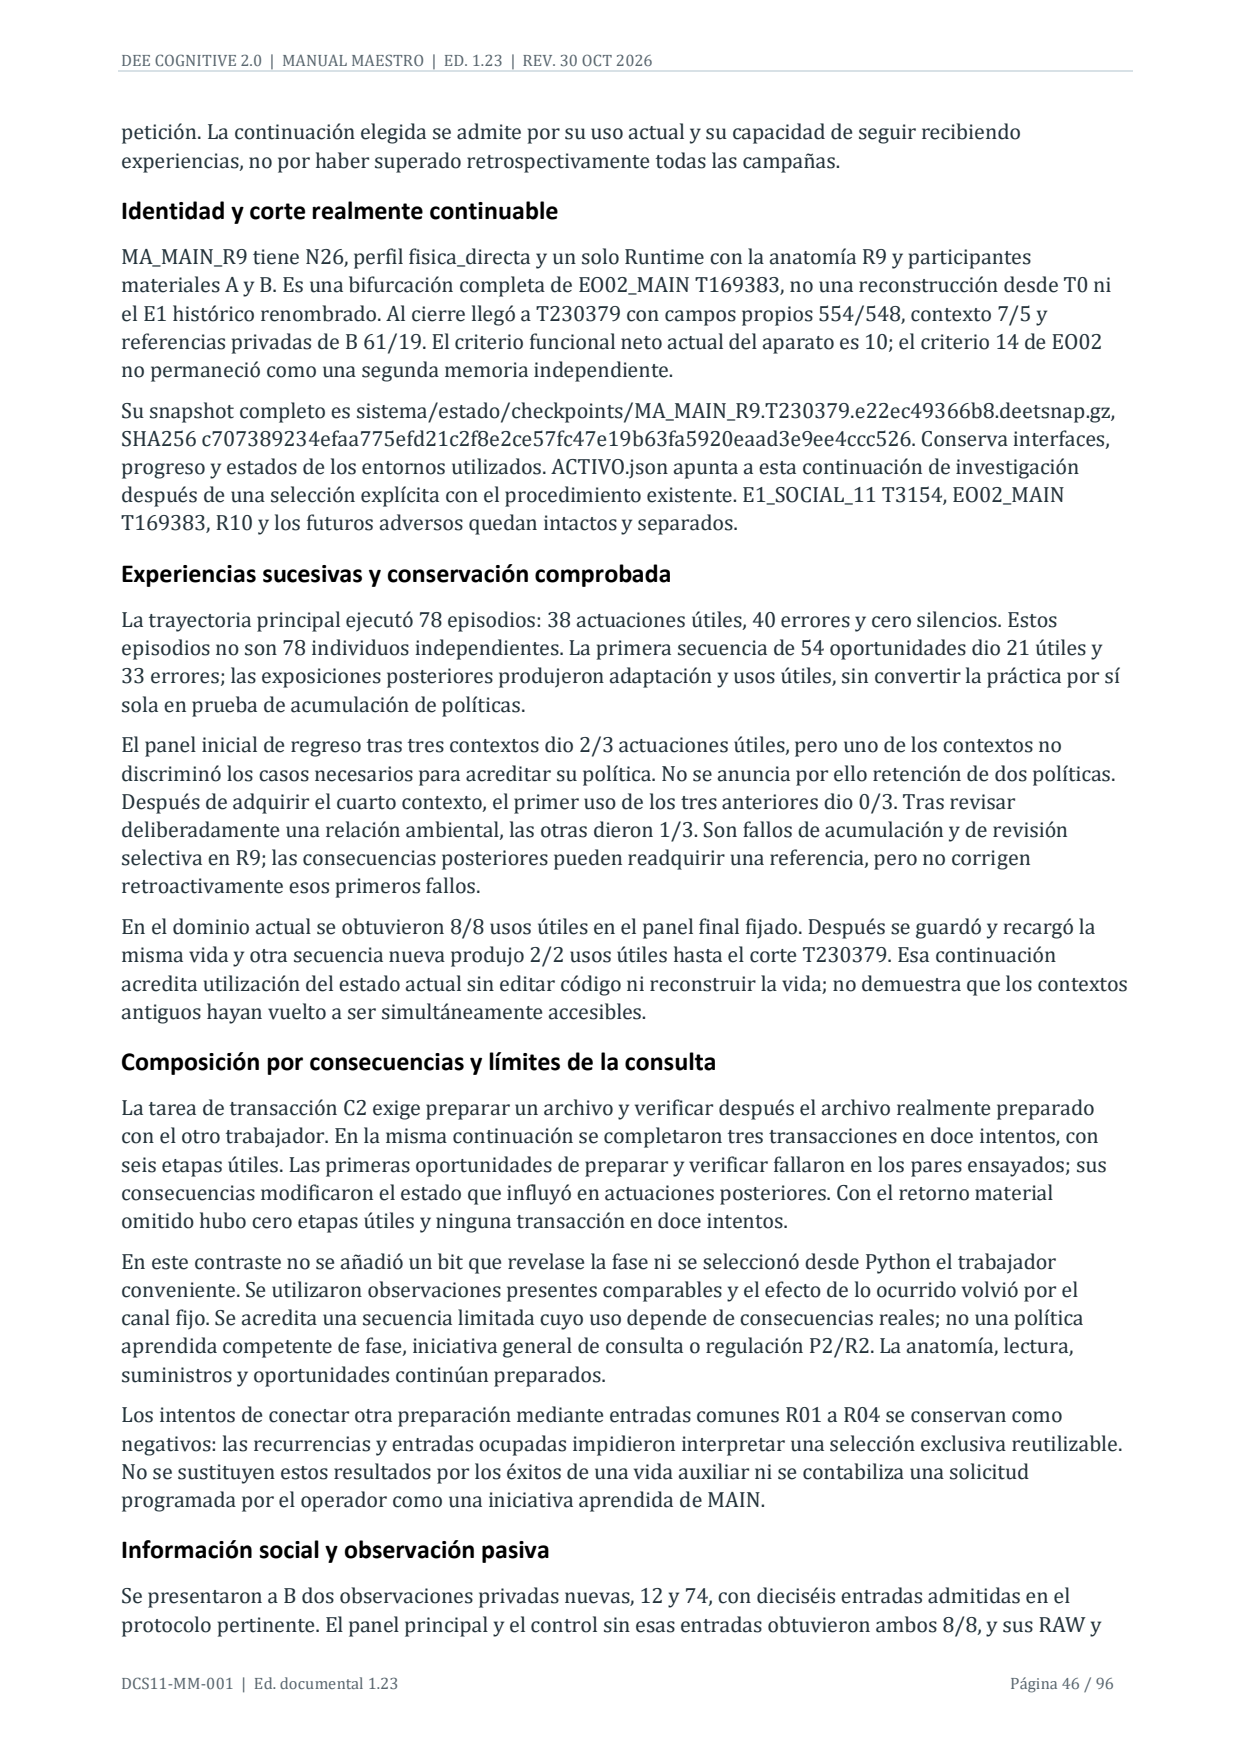 DEE COGNITIVE 2.0 | MANUAL MAESTRO | ED. 1.23 | REV. 30 OCT 2026
petición. La continuación elegida se admite por su uso actual y su capacidad de seguir recibiendo
experiencias, no por haber superado retrospectivamente todas las campañas.
Identidad y corte realmente continuable
MA_MAIN_R9 tiene N26, perfil fisica_directa y un solo Runtime con la anatomía R9 y participantes
materiales A y B. Es una bifurcación completa de EO02_MAIN T169383, no una reconstrucción desde T0 ni
el E1 histórico renombrado. Al cierre llegó a T230379 con campos propios 554/548, contexto 7/5 y
referencias privadas de B 61/19. El criterio funcional neto actual del aparato es 10; el criterio 14 de EO02
no permaneció como una segunda memoria independiente.
Su snapshot completo es sistema/estado/checkpoints/MA_MAIN_R9.T230379.e22ec49366b8.deetsnap.gz,
SHA256 c707389234efaa775efd21c2f8e2ce57fc47e19b63fa5920eaad3e9ee4ccc526. Conserva interfaces,
progreso y estados de los entornos utilizados. ACTIVO.json apunta a esta continuación de investigación
después de una selección explícita con el procedimiento existente. E1_SOCIAL_11 T3154, EO02_MAIN
T169383, R10 y los futuros adversos quedan intactos y separados.
Experiencias sucesivas y conservación comprobada
La trayectoria principal ejecutó 78 episodios: 38 actuaciones útiles, 40 errores y cero silencios. Estos
episodios no son 78 individuos independientes. La primera secuencia de 54 oportunidades dio 21 útiles y
33 errores; las exposiciones posteriores produjeron adaptación y usos útiles, sin convertir la práctica por sí
sola en prueba de acumulación de políticas.
El panel inicial de regreso tras tres contextos dio 2/3 actuaciones útiles, pero uno de los contextos no
discriminó los casos necesarios para acreditar su política. No se anuncia por ello retención de dos políticas.
Después de adquirir el cuarto contexto, el primer uso de los tres anteriores dio 0/3. Tras revisar
deliberadamente una relación ambiental, las otras dieron 1/3. Son fallos de acumulación y de revisión
selectiva en R9; las consecuencias posteriores pueden readquirir una referencia, pero no corrigen
retroactivamente esos primeros fallos.
En el dominio actual se obtuvieron 8/8 usos útiles en el panel final fijado. Después se guardó y recargó la
misma vida y otra secuencia nueva produjo 2/2 usos útiles hasta el corte T230379. Esa continuación
acredita utilización del estado actual sin editar código ni reconstruir la vida; no demuestra que los contextos
antiguos hayan vuelto a ser simultáneamente accesibles.
Composición por consecuencias y límites de la consulta
La tarea de transacción C2 exige preparar un archivo y verificar después el archivo realmente preparado
con el otro trabajador. En la misma continuación se completaron tres transacciones en doce intentos, con
seis etapas útiles. Las primeras oportunidades de preparar y verificar fallaron en los pares ensayados; sus
consecuencias modificaron el estado que influyó en actuaciones posteriores. Con el retorno material
omitido hubo cero etapas útiles y ninguna transacción en doce intentos.
En este contraste no se añadió un bit que revelase la fase ni se seleccionó desde Python el trabajador
conveniente. Se utilizaron observaciones presentes comparables y el efecto de lo ocurrido volvió por el
canal fijo. Se acredita una secuencia limitada cuyo uso depende de consecuencias reales; no una política
aprendida competente de fase, iniciativa general de consulta o regulación P2/R2. La anatomía, lectura,
suministros y oportunidades continúan preparados.
Los intentos de conectar otra preparación mediante entradas comunes R01 a R04 se conservan como
negativos: las recurrencias y entradas ocupadas impidieron interpretar una selección exclusiva reutilizable.
No se sustituyen estos resultados por los éxitos de una vida auxiliar ni se contabiliza una solicitud
programada por el operador como una iniciativa aprendida de MAIN.
Información social y observación pasiva
Se presentaron a B dos observaciones privadas nuevas, 12 y 74, con dieciséis entradas admitidas en el
protocolo pertinente. El panel principal y el control sin esas entradas obtuvieron ambos 8/8, y sus RAW y
DCS11-MM-001 | Ed. documental 1.23
Página 46 / 96